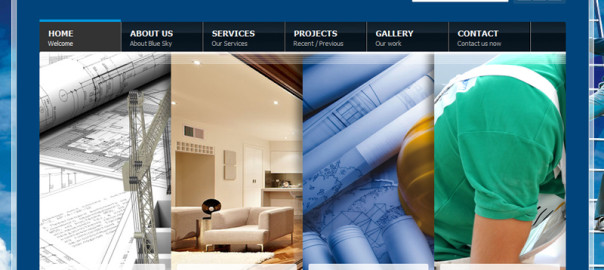 HOME ABOUT US SERVICES PROJECTS GALLERY CONTACT
Welcome About Blue Sky Our Services Recent / Previous Our work Contact us now